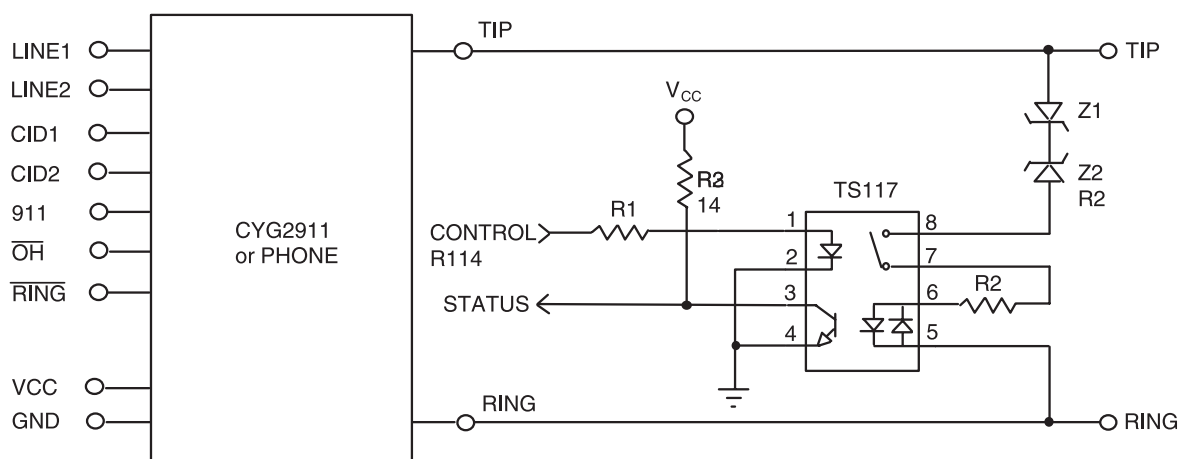 LINE1
LINE2
CID1
CID2
911
OH
RING
VCC
GND
CYG2911
or PHONE
TIP
TIP
VCC
14
R1
CONTROL
R114
STATUS
TS117
1
2
3
4
8
7
6
5
R2
Z1
Z2
R2
RING
RING